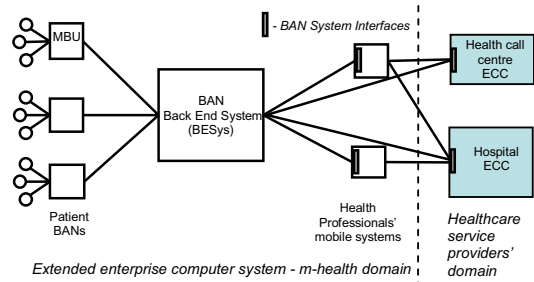 MBU
- BAN System Interfaces
Health call
centre
ECC
BAN
Back End System
(BESys)
Hospital
ECC
Patient
BANs
Health
Professionals'
mobile systems
Healthcare
service
providers'
domain
Extended enterprise computer system - m-health domain